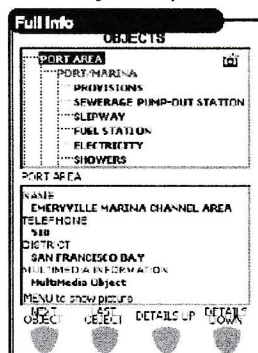 Full Info
OBJECTS
PORT AREA
PORT/MARINA
PROVISIONS
SEWERAGE PUMP-OUT STATION
SLIPWAY
FUEL STATION
ELECTRICITY
SHOWERS
PORT AREA
NAME
EMERYVILLE MARINA CHANNEL AREA
TELEPHONE
510
DISTRICT
SAN FRANCISCO BAY
MULTIMEDIA INFORMATION
MultiMedia Object
MENU to show picture
NEXT OBJECT
LAST OBJECT
DETAILS UP
DETAILS DOWN